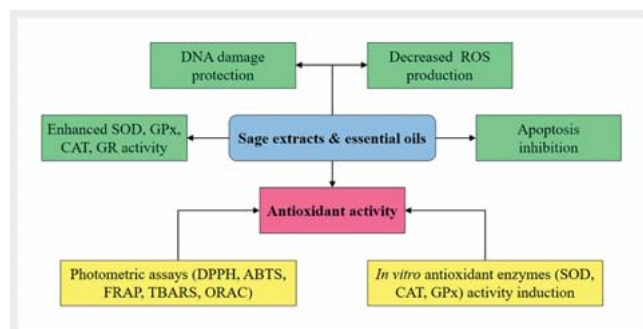 DNA damage
protection
Decreased ROS
production
Enhanced SOD, GPx,
CAT, GR activity
Sage extracts & essential oils
Apoptosis
inhibition
Antioxidant activity
Photometric assays (DPPH, ABTS,
FRAP, TBARS, ORAC)
In vitro antioxidant enzymes (SOD,
CAT, GPx) activity induction